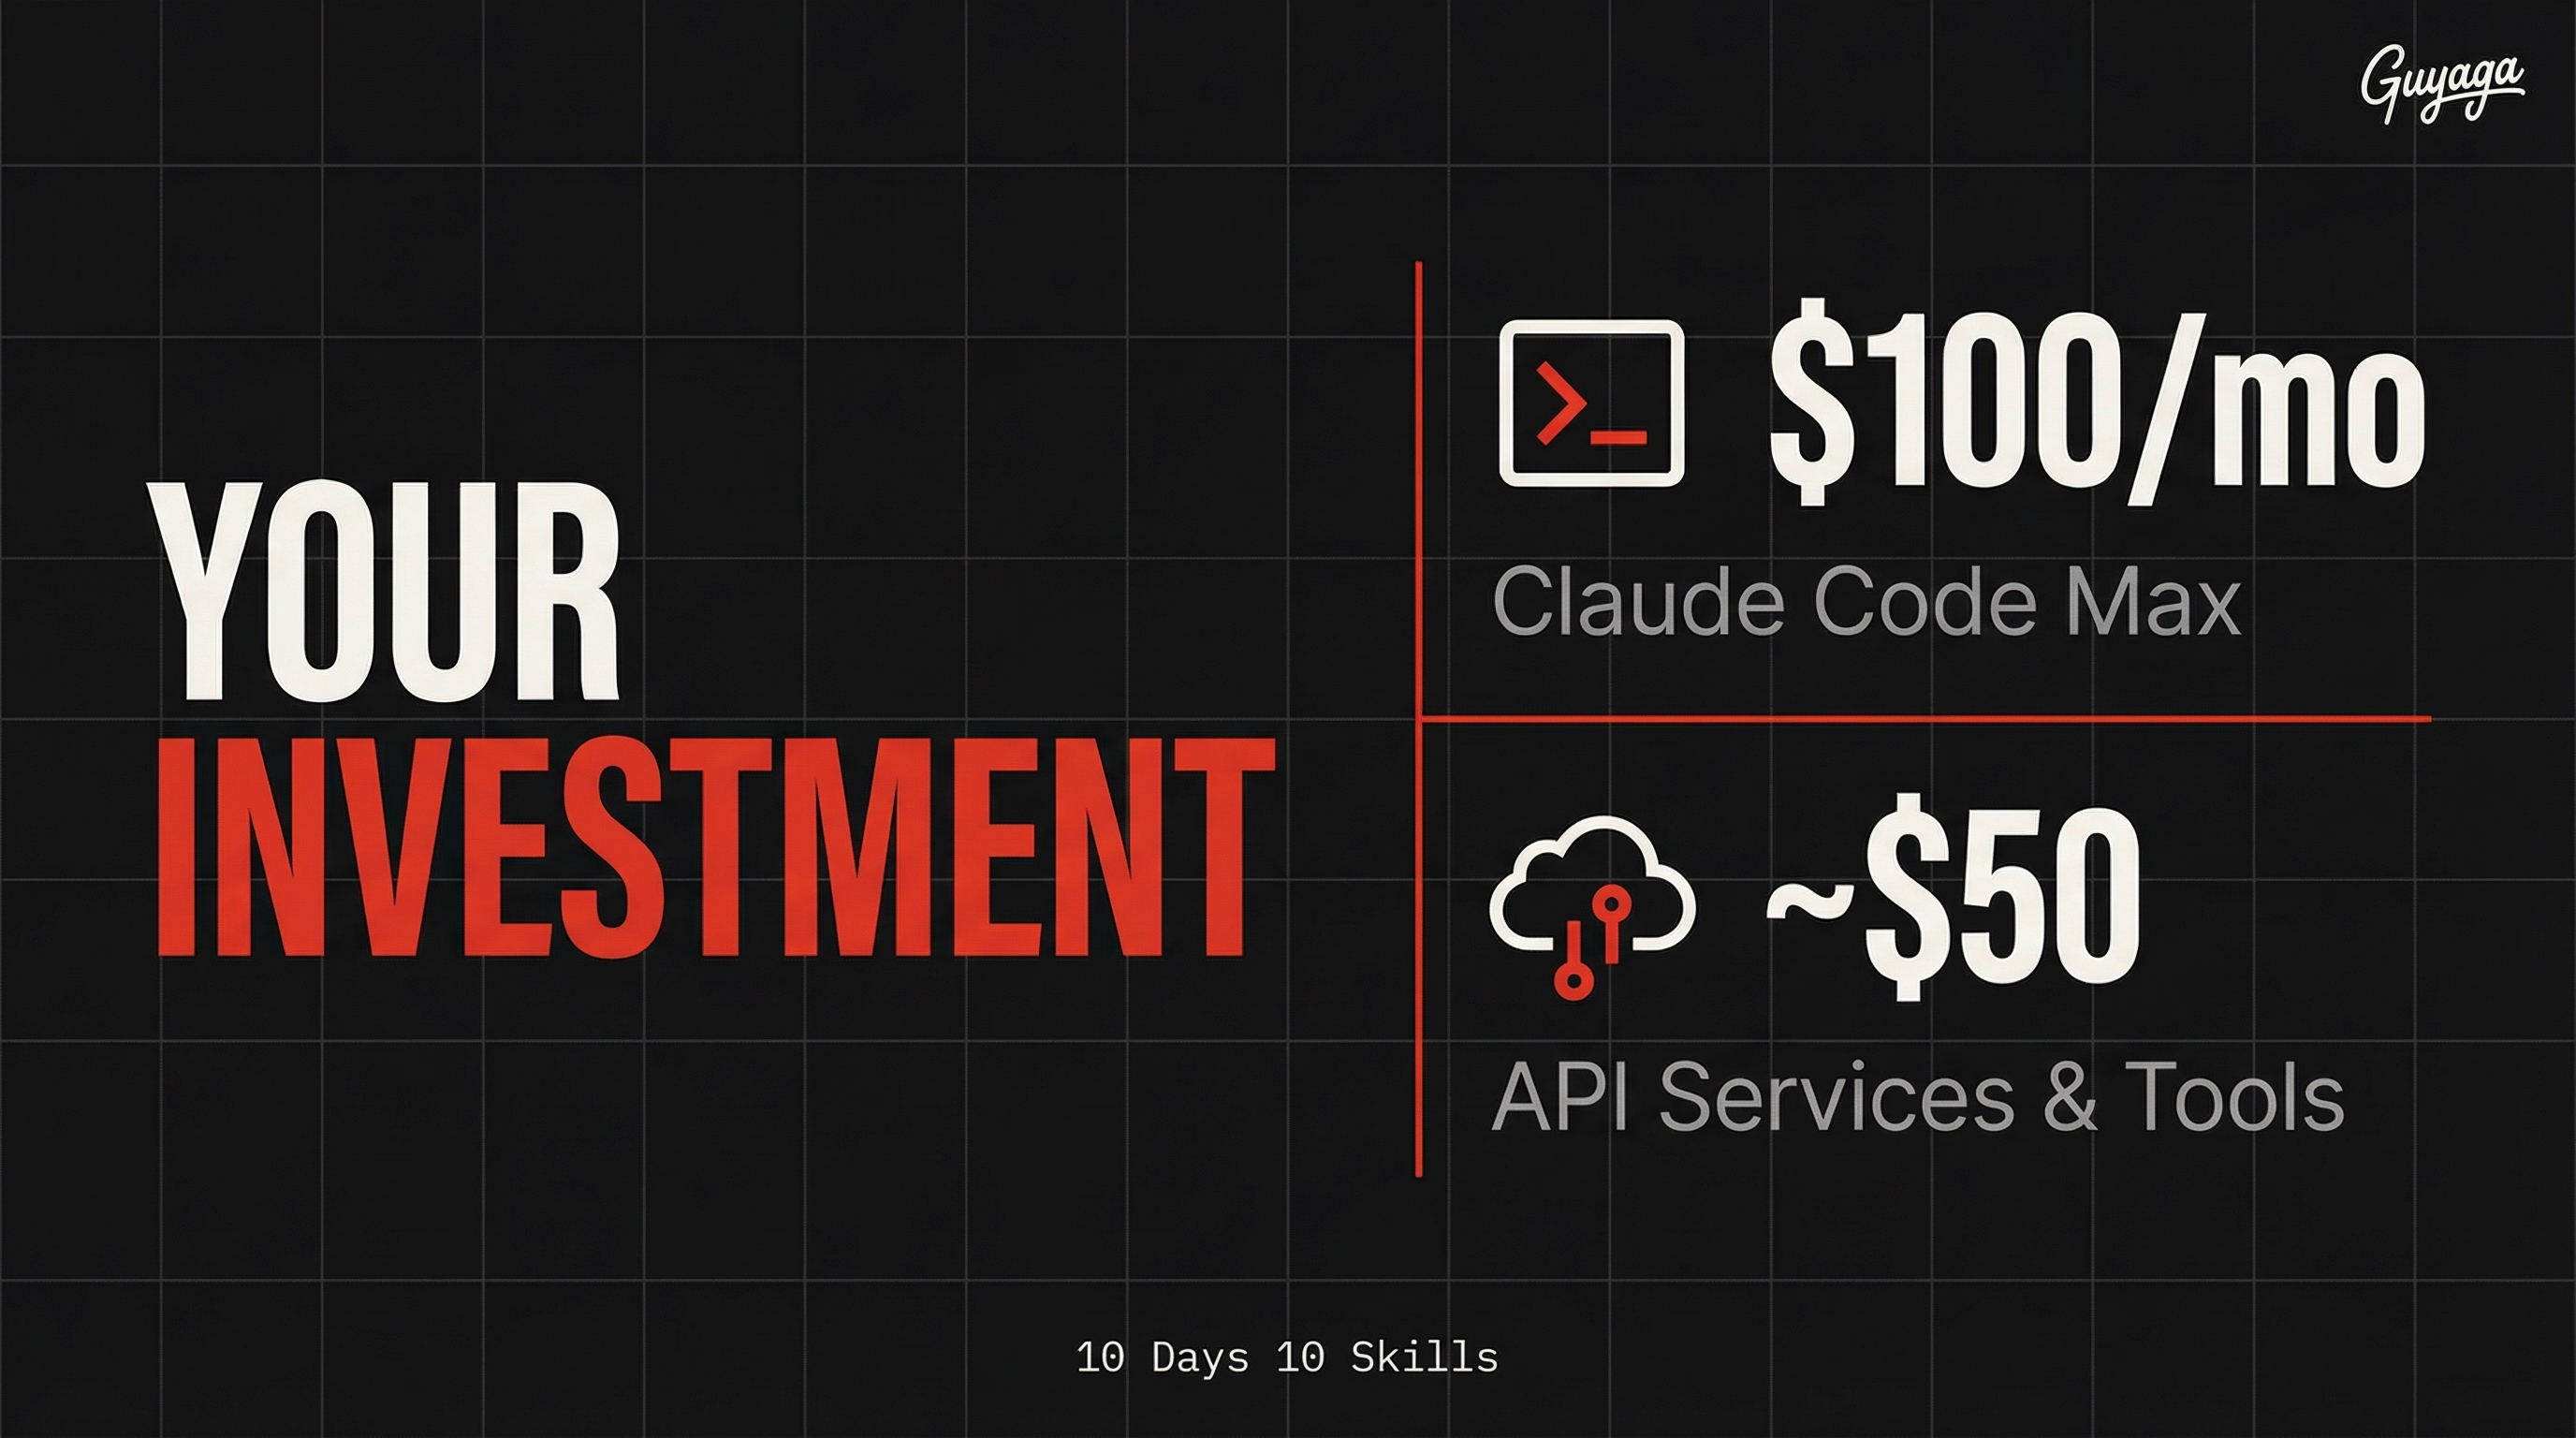 Guyaga
YOUR
INVESTMENT
$100/mo
Claude Code Max
~$50
API Services & Tools
10 Days 10 Skills